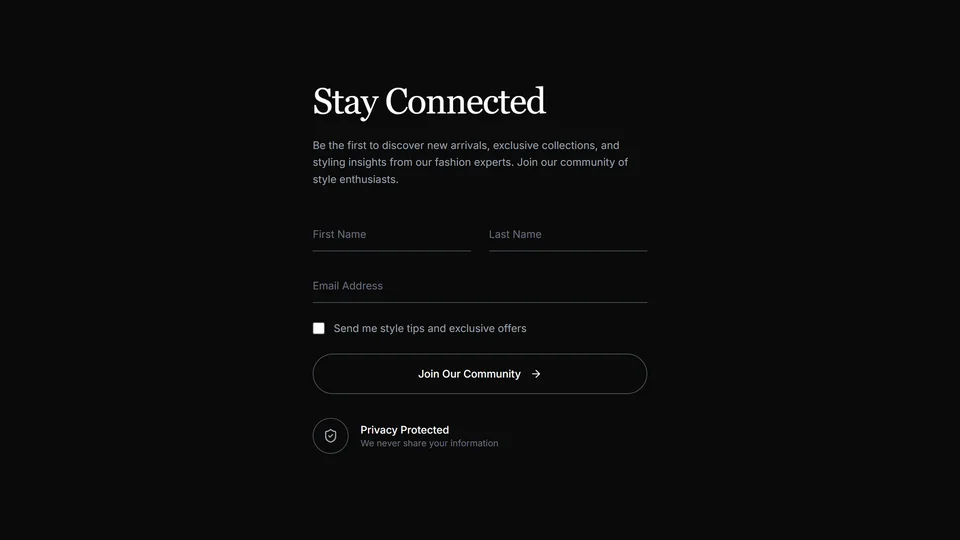 Stay Connected
Be the first to discover new arrivals, exclusive collections, and
styling insights from our fashion experts. Join our community of
style enthusiasts.
First Name
Last Name
Email Address
Send me style tips and exclusive offers
Join Our Community
Privacy Protected
We never share your information